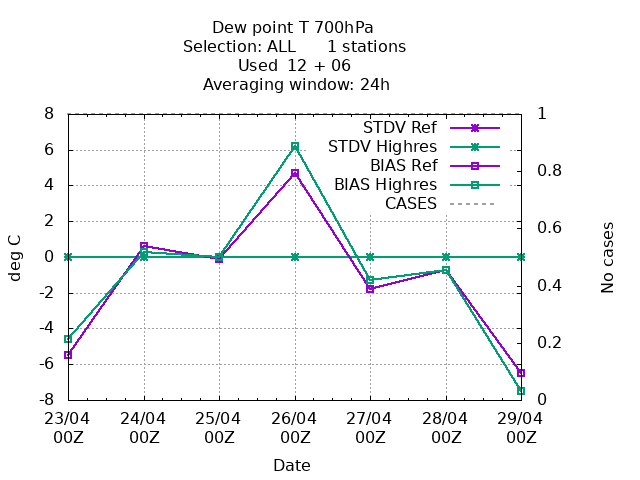 Dew point T 700hPa
Selection: ALL 1 stations
Used 12 + 06
Averaging window: 24h
8 1
STDV Ref
STDV Highres
6
BIAS Ref
0.8
4
BIAS Highres
CASES
2
0.6
deg C
0
No cases
-2
0.4
-4
0.2
-6
-8 0
23/04 24/04 25/04 26/04 27/04 28/04 29/04
00Z 00Z 00Z 00Z 00Z 00Z 00Z
Date